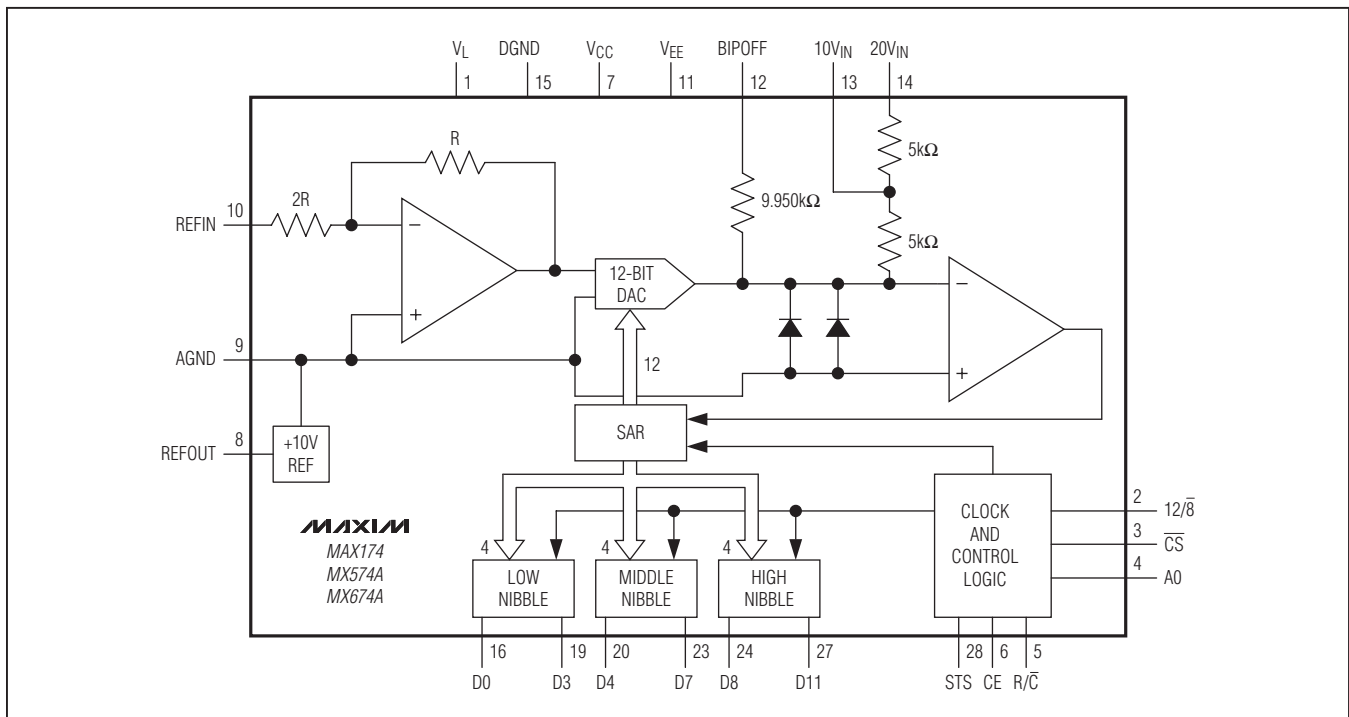 VL DGND VCC VEE BIPOFF 10VIN 20VIN
1 15 7 11 12 13 14
R
5kΩ
2R
9.950kΩ
10
REFIN
−
5kΩ
12-BIT
DAC
−
+
9
AGND
12
+
8
REFOUT
+10V
REF
SAR
2
12/8̅
CLOCK
AND
CONTROL
LOGIC
3
C̅S̅
4
A0
MAXIM
MAX174
MX574A
MX674A
4 4 4
LOW
NIBBLE
MIDDLE
NIBBLE
HIGH
NIBBLE
16 19 20 23 24 27 28 6 5
D0 D3 D4 D7 D8 D11 STS CE R/C̅